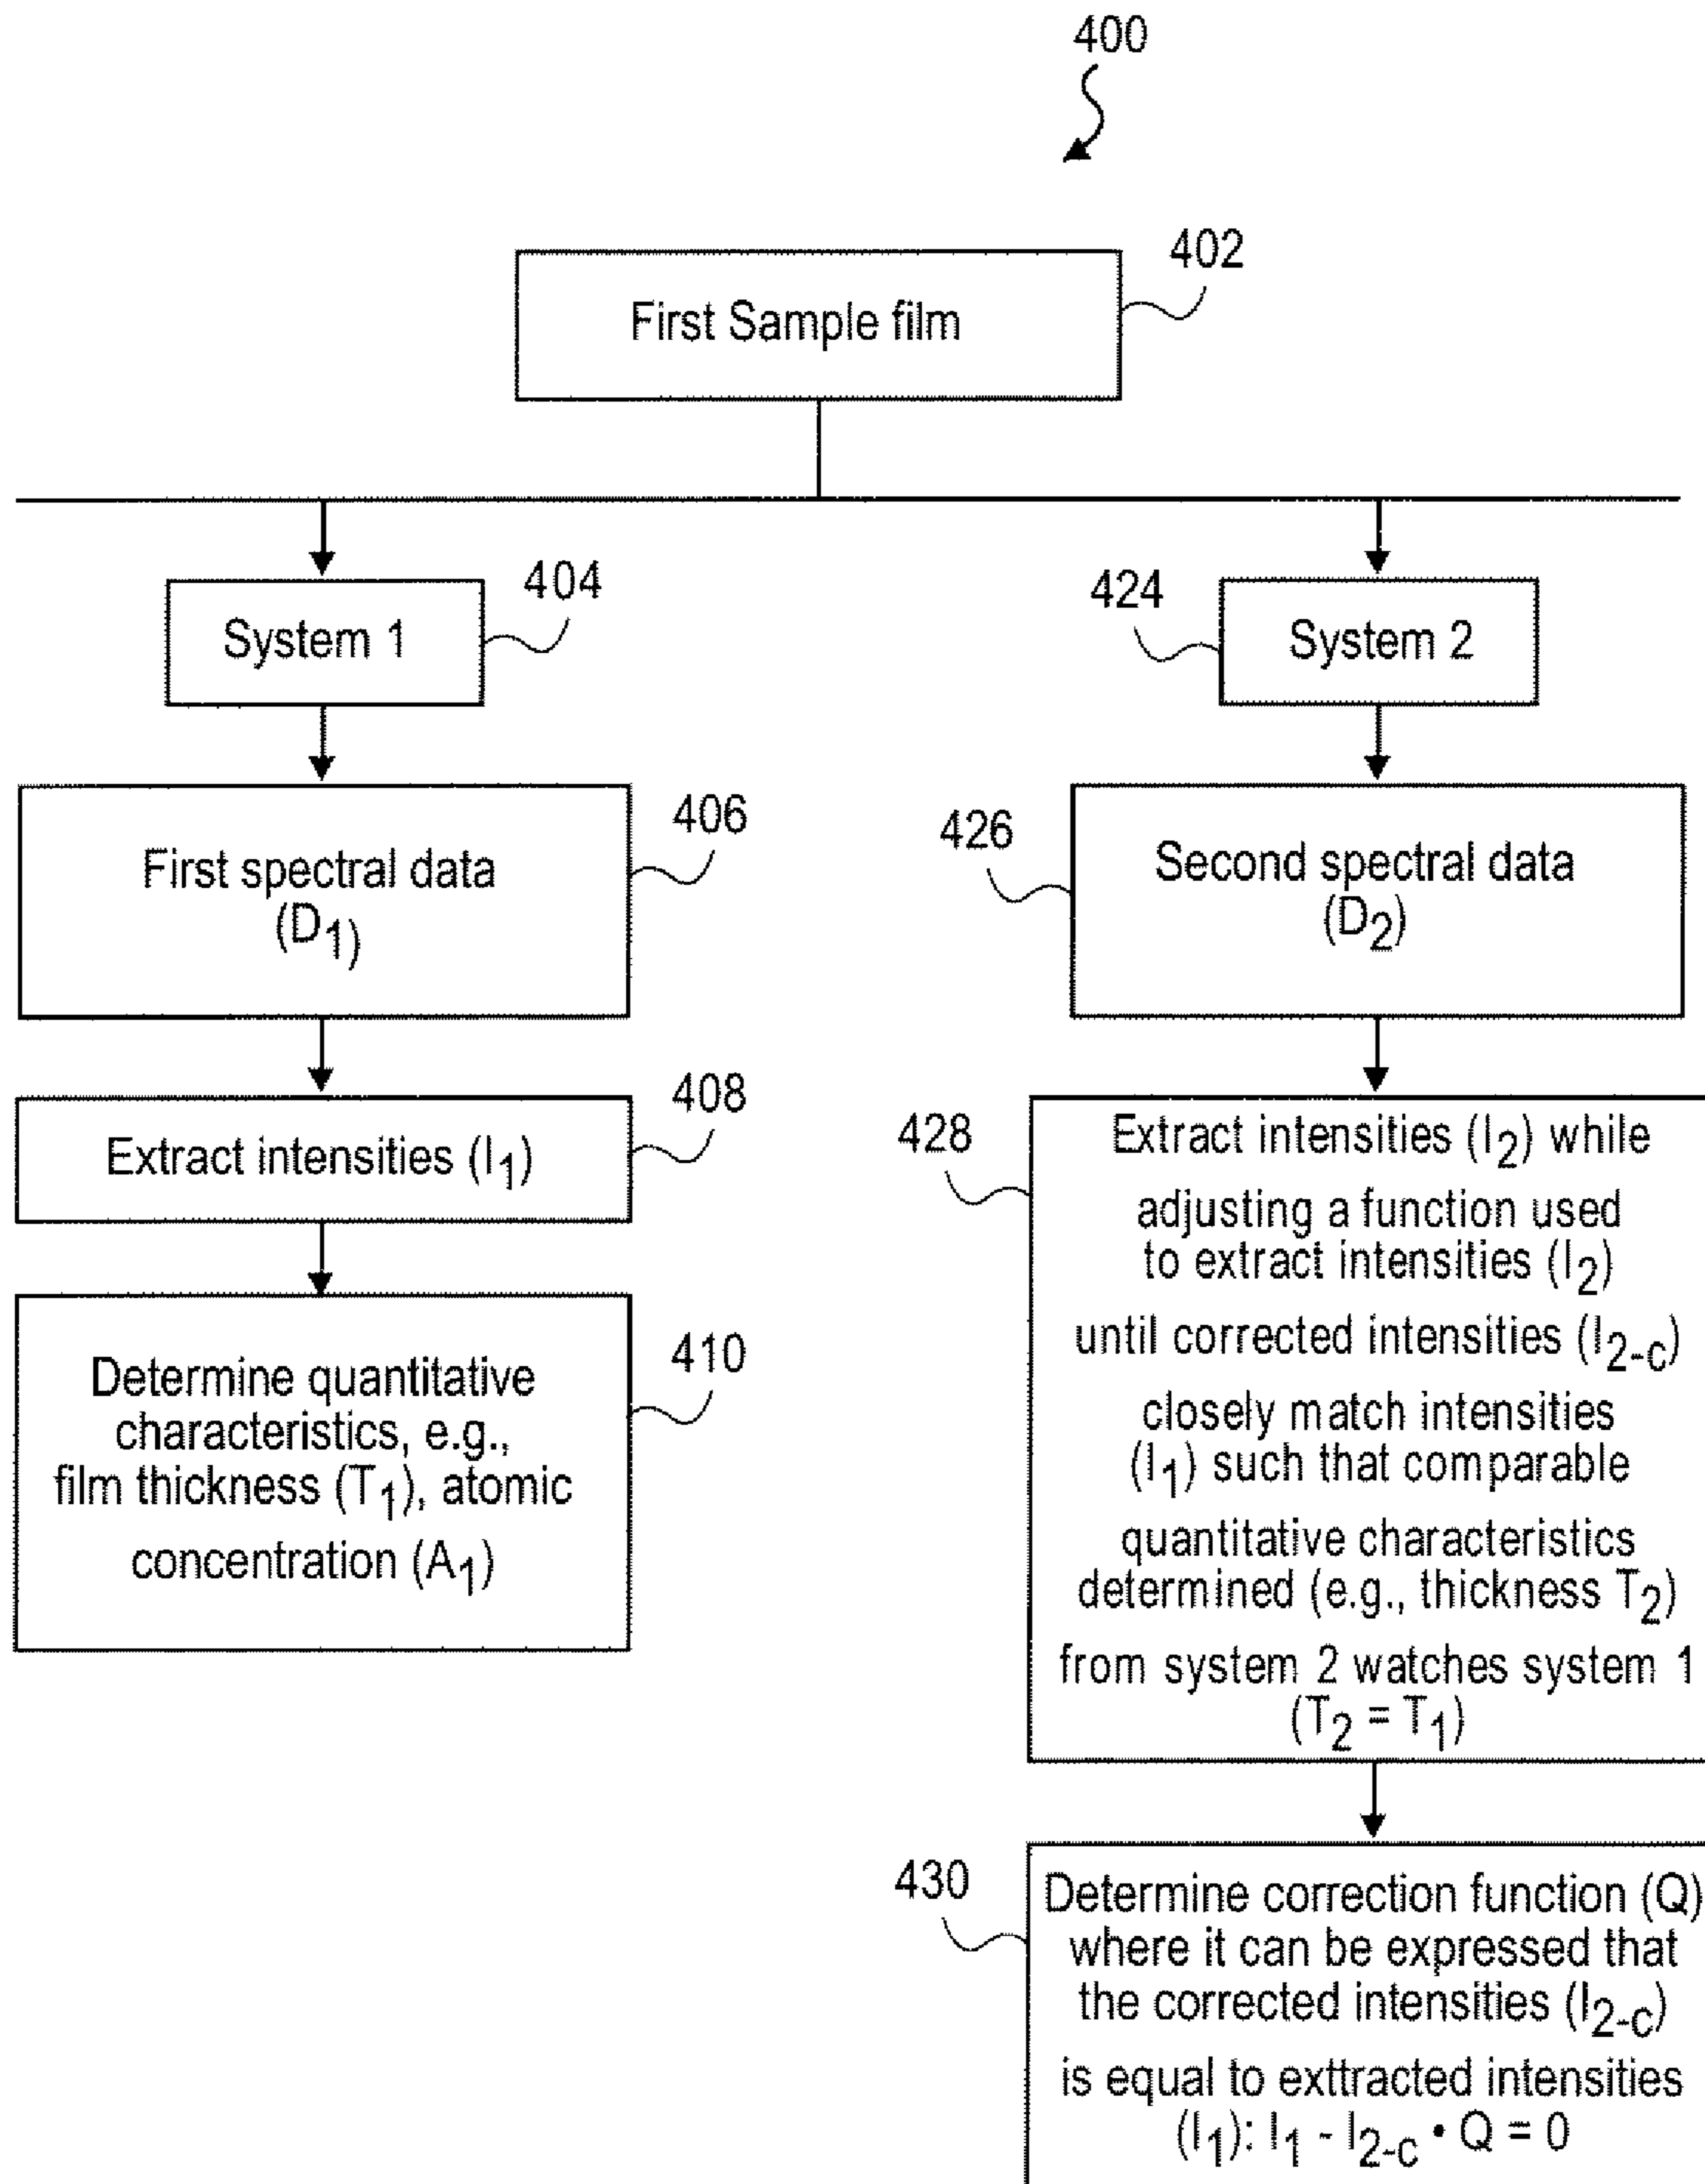 400
402
First Sample film
404
System 1
424
System 2
406
First spectral data
(D1)
426
Second spectral data
(D2)
408
Extract intensities (I1)
410
Determine quantitative
characteristics, e.g.,
film thickness (T1), atomic
concentration (A1)
428
Extract intensities (I2) while
adjusting a function used
to extract intensities (I2)
until corrected intensities (I2-c)
closely match intensities
(I1) such that comparable
quantitative characteristics
determined (e.g., thickness T2)
from system 2 watches system 1
(T2 = T1)
430
Determine correction function (Q)
where it can be expressed that
the corrected intensities (I2-c)
is equal to exttracted intensities
(I1): I1 - I2-c • Q = 0